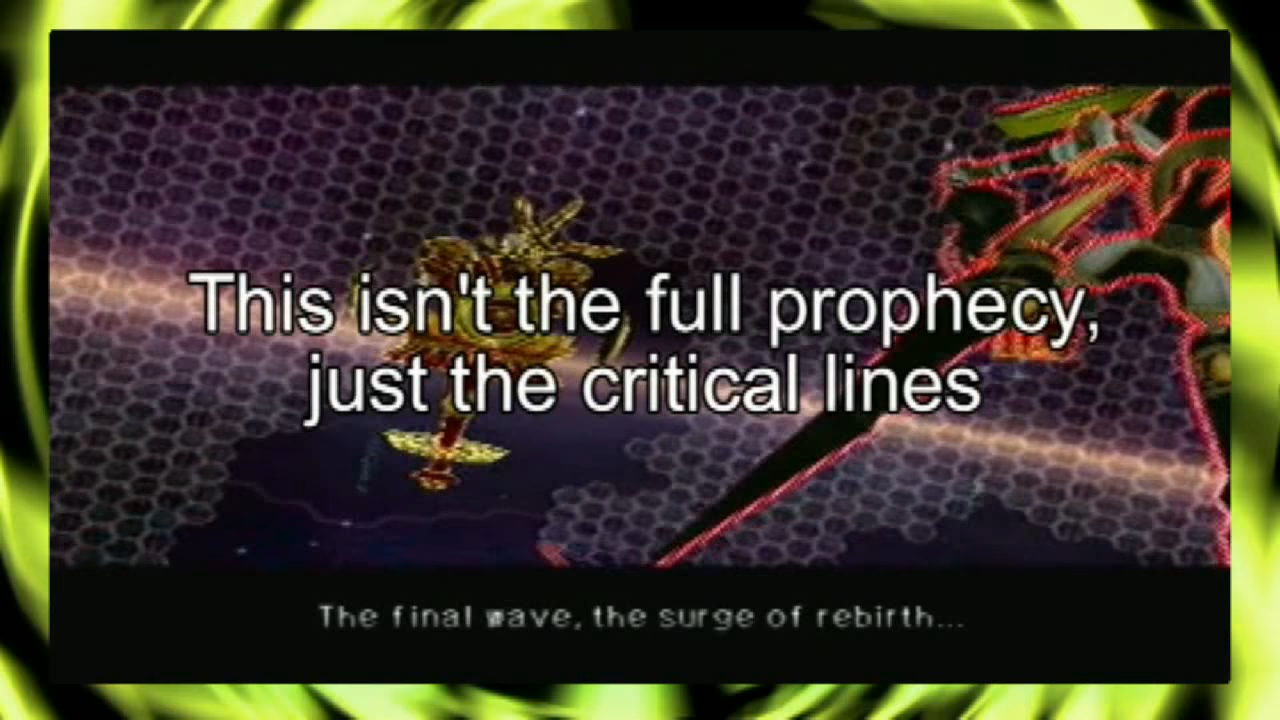 This isn't the full prophecy,
just the critical lines
The final wave, the surge of rebirth...